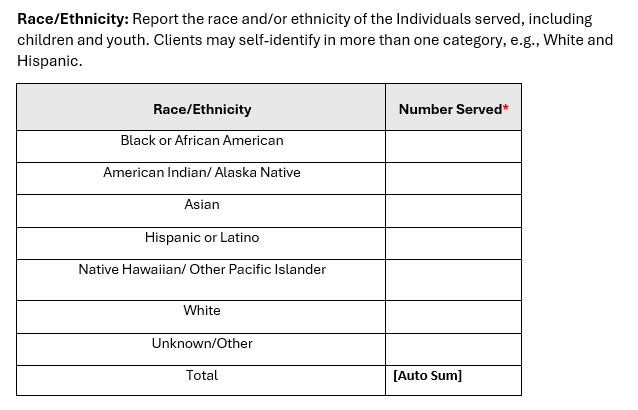 Race/Ethnicity: Report the race and/or ethnicity of the Individuals served, including
children and youth. Clients may self-identify in more than one category, e.g., White and
Hispanic.
Race/Ethnicity Number Served*
Black or African American
American Indian/ Alaska Native
Asian
Hispanic or Latino
Native Hawaiian/ Other Pacific Islander
White
Unknown/Other
Total [Auto Sum]